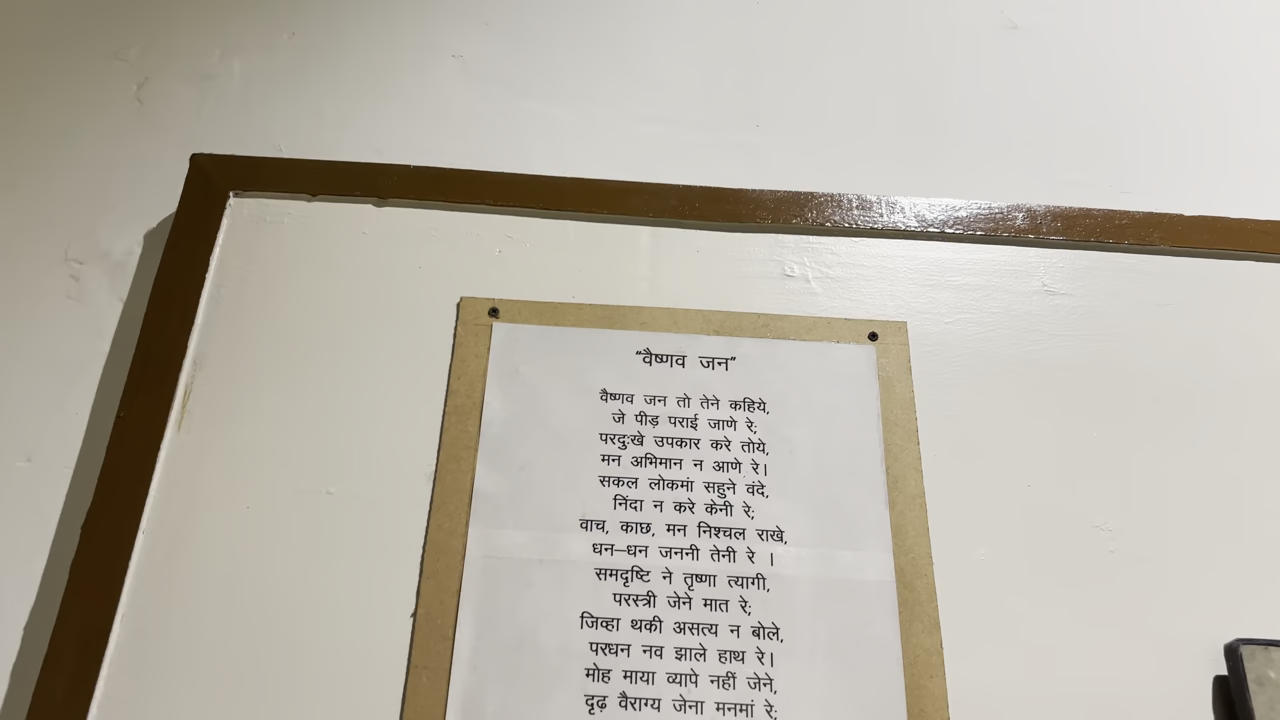 “वैष्णव जन”
वैष्णव जन तो तेने कहिये,
जे पीड़ पराई जाणे रे;
परदुःखे उपकार करे तोये,
मन अभिमान न आणे रे।
सकल लोकमां सहुने वंदे,
निंदा न करे केनी रे;
वाच, काछ, मन निश्चल राखे,
धन–धन जननी तेनी रे ।
समदृष्टि ने तृष्णा त्यागी,
परस्त्री जेने मात रे;
जिव्हा थकी असत्य न बोले,
परधन नव झाले हाथ रे।
मोह माया व्यापे नहीं जेने,
दृढ़ वैराग्य जेना मनमां रे;